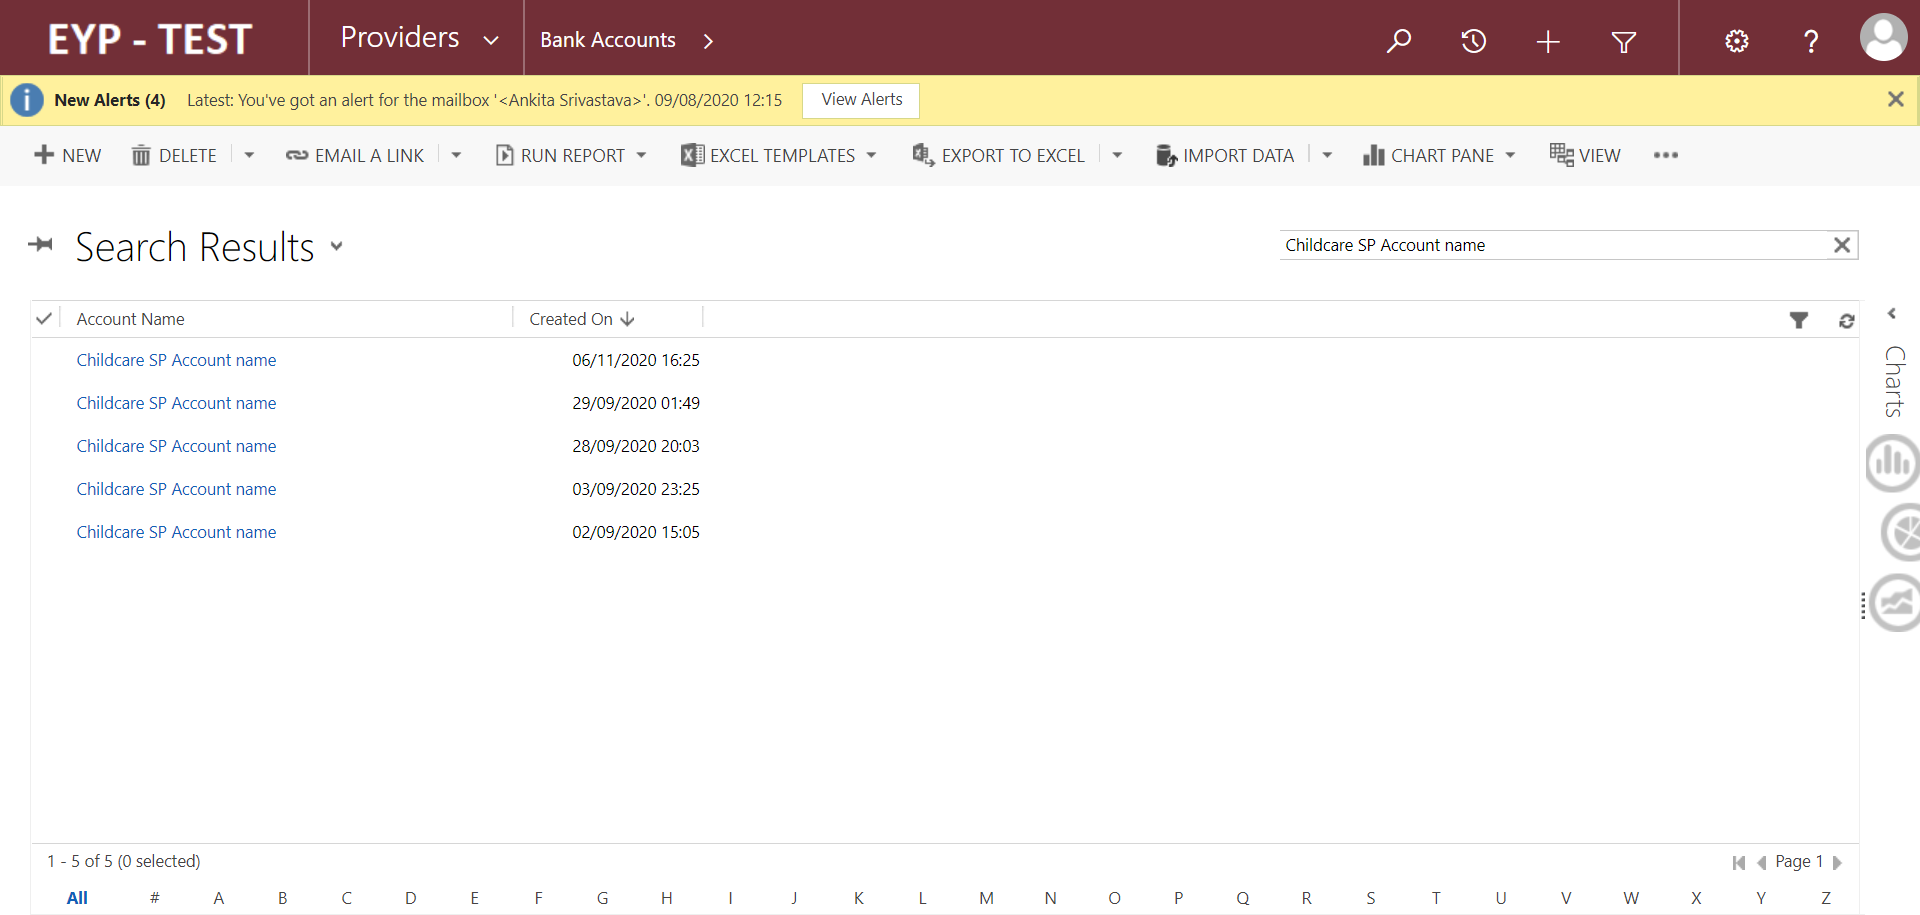 EYP - TEST
Providers
Bank Accounts
New Alerts (4) Latest: You've got an alert for the mailbox '<Ankita Srivastava>'. 09/08/2020 12:15 View Alerts
NEW DELETE EMAIL A LINK RUN REPORT EXCEL TEMPLATES EXPORT TO EXCEL IMPORT DATA CHART PANE VIEW
Search Results
Childcare SP Account name
Account Name Created On
Childcare SP Account name 06/11/2020 16:25
Childcare SP Account name 29/09/2020 01:49
Childcare SP Account name 28/09/2020 20:03
Childcare SP Account name 03/09/2020 23:25
Childcare SP Account name 02/09/2020 15:05
Charts
1 - 5 of 5 (0 selected) Page 1
All # A B C D E F G H I J K L M N O P Q R S T U V W X Y Z